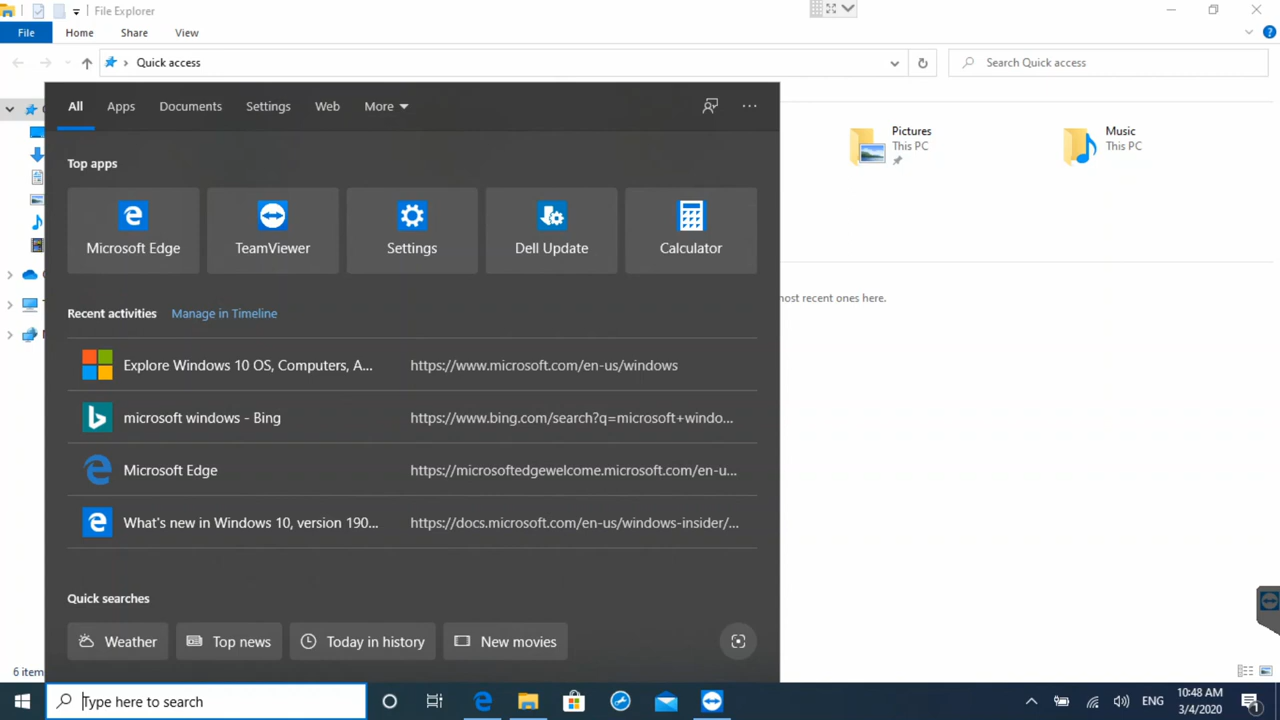 File Explorer
File Home Share View
Quick access Search Quick access
All Apps Documents Settings Web More
Pictures
This PC
Music
This PC
Top apps
Microsoft Edge TeamViewer Settings Dell Update Calculator
Recent activities Manage in Timeline
most recent ones here.
Explore Windows 10 OS, Computers, A... https://www.microsoft.com/en-us/windows
microsoft windows - Bing https://www.bing.com/search?q=microsoft+windo...
Microsoft Edge https://microsoftedgewelcome.microsoft.com/en-u...
What's new in Windows 10, version 190... https://docs.microsoft.com/en-us/windows-insider/...
Quick searches
Weather Top news Today in history New movies
6 item
Type here to search
ENG
10:48 AM
3/4/2020
1